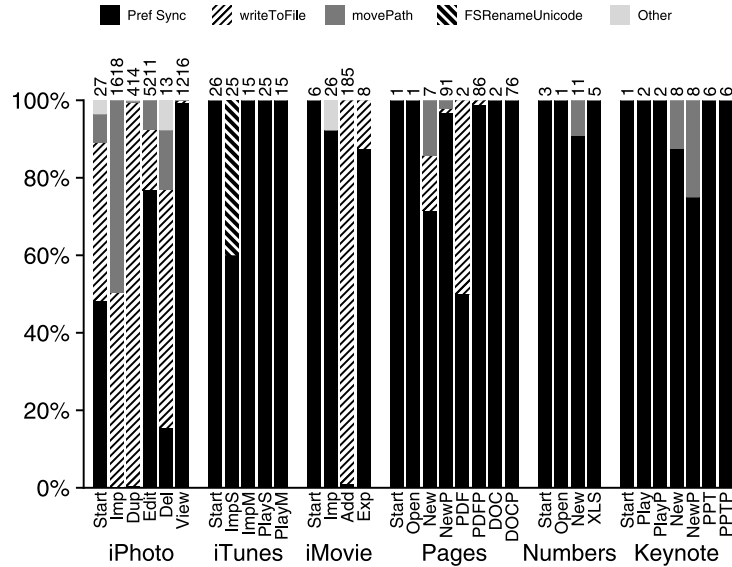 Pref Sync writeToFile movePath FSRenameUnicode Other
27 1618 414 5211 13 1216 26 25 15 25 15 6 26 185 8 1 1 7 91 2 86 2 76 3 1 11 5 1 2 2 8 8 6 6
100%
80%
60%
40%
20%
0%
Start Imp Dup Edit Del View Start ImpS ImpM PlayS PlayM Start Imp Add Exp Start Open New NewP PDF PDFP DOC DOCP Start Open New XLS Start Play PlayP New NewP PPT PPTP
iPhoto iTunes iMovie Pages Numbers Keynote